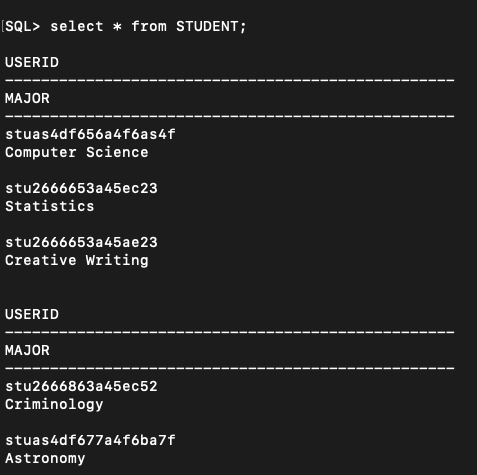 SQL> select * from STUDENT;
USERID
--------------------------------------------------
MAJOR
--------------------------------------------------
stuas4df656a4f6as4f
Computer Science
stu2666653a45ec23
Statistics
stu2666653a45ae23
Creative Writing
USERID
--------------------------------------------------
MAJOR
--------------------------------------------------
stu2666863a45ec52
Criminology
stuas4df677a4f6ba7f
Astronomy